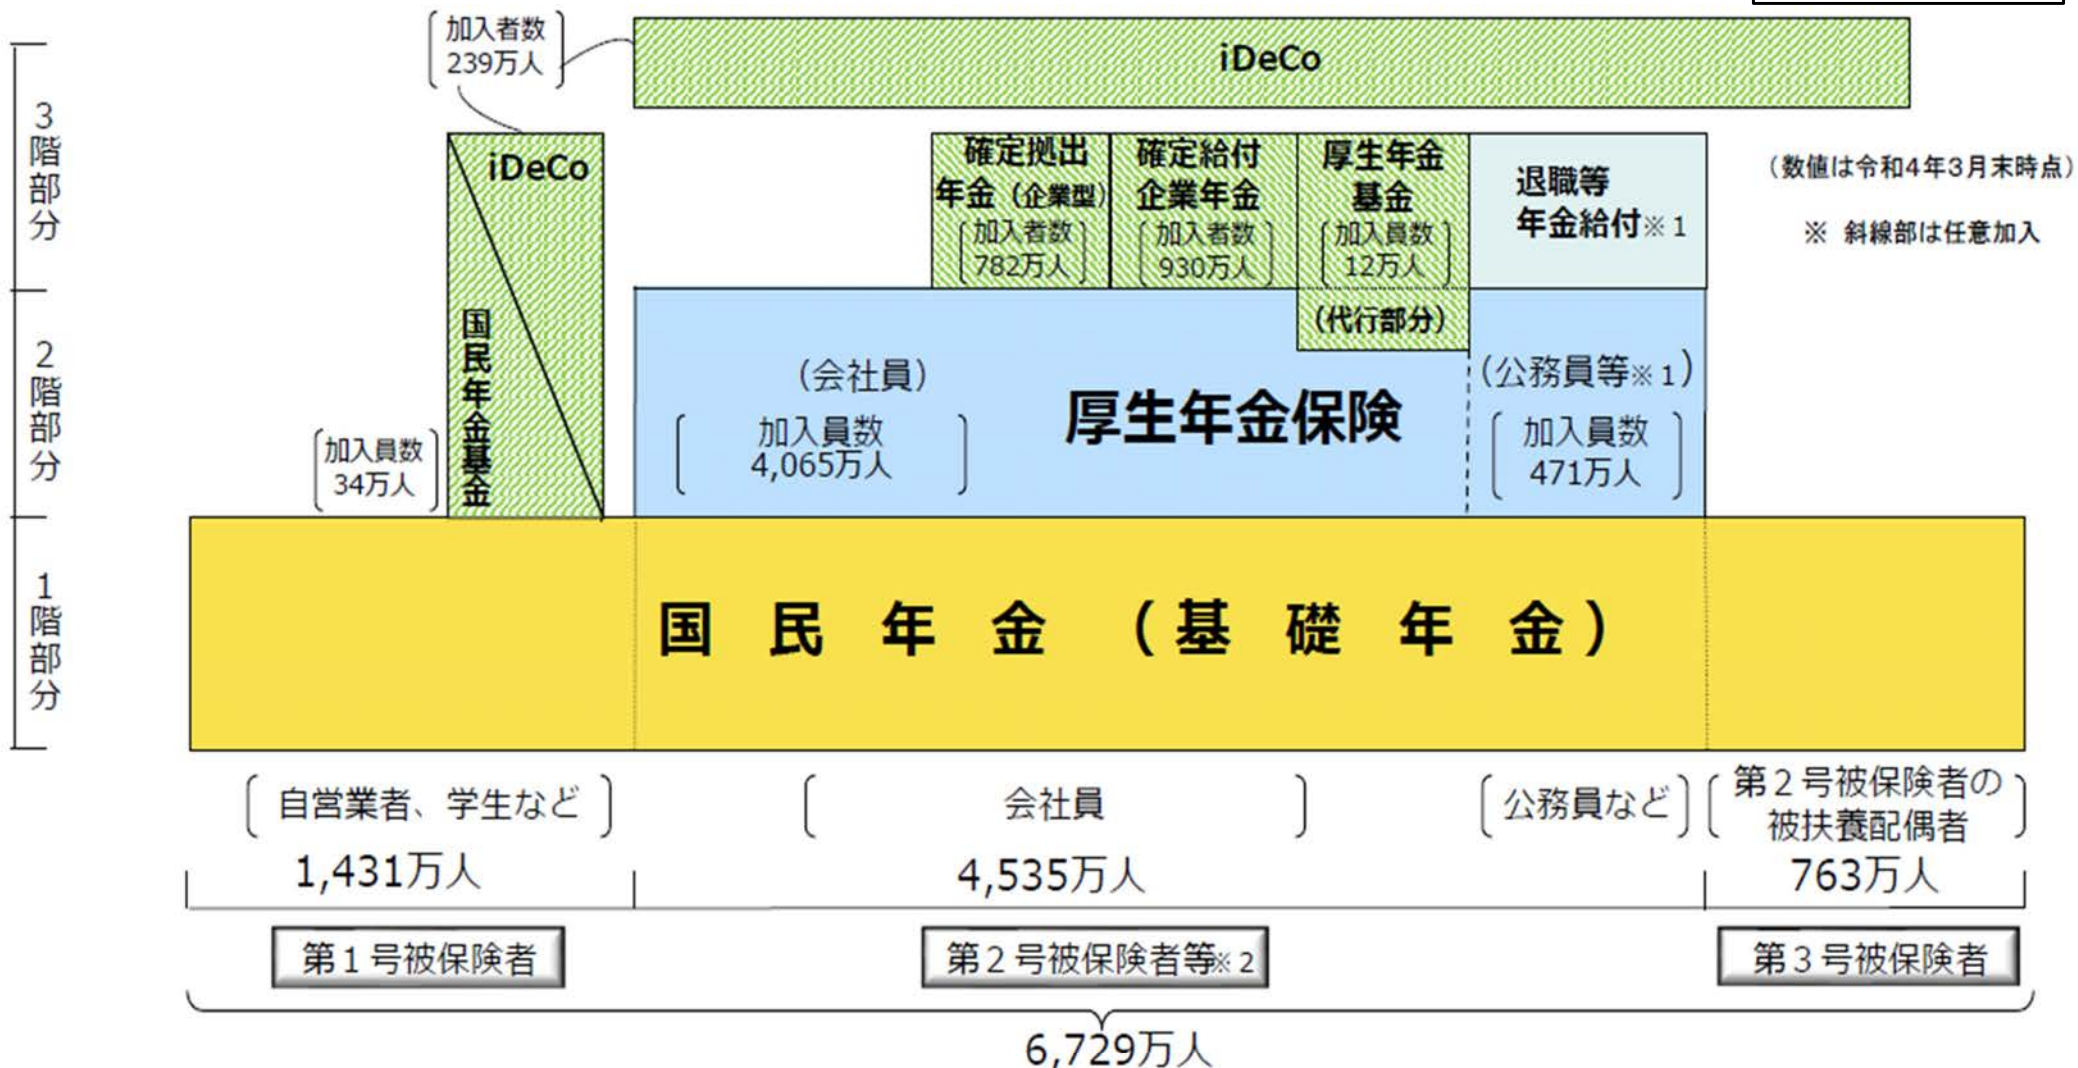 加入者数
239万人
iDeCo
3階部分
iDeCo
国民年金基金
加入員数
34万人
確定拠出
年金（企業型）
加入者数
782万人
確定給付
企業年金
加入者数
930万人
厚生年金
基金
加入員数
12万人
（代行部分）
退職等
年金給付※1
（数値は令和4年3月末時点）
※ 斜線部は任意加入
2階部分
（会社員）
加入員数
4,065万人
厚生年金保険
（公務員等※1）
加入員数
471万人
1階部分
国民年金（基礎年金）
自営業者、学生など
会社員
公務員など
第2号被保険者の
被扶養配偶者
1,431万人
4,535万人
763万人
第1号被保険者
第2号被保険者等※2
第3号被保険者
6,729万人